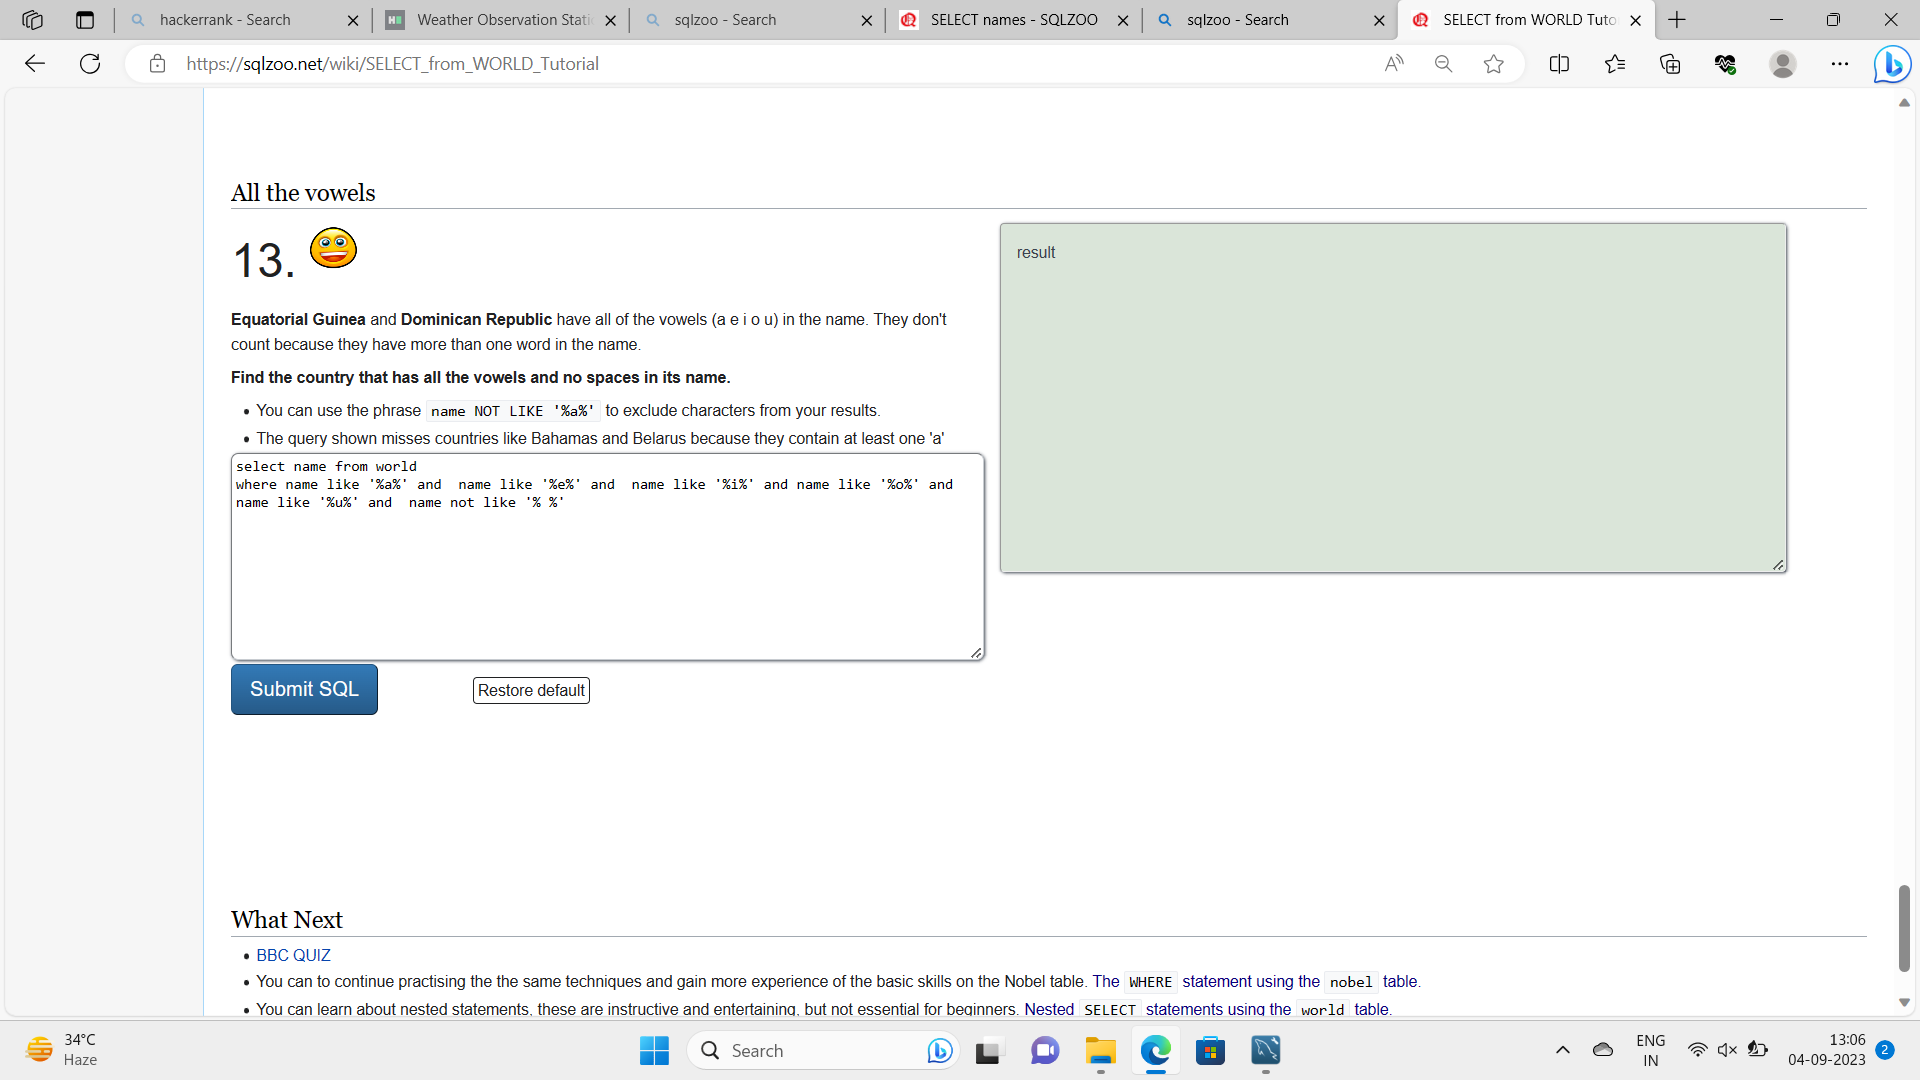 hackerrank - Search
Weather Observation Stati
sqlzoo - Search
SELECT names - SQLZOO
sqlzoo - Search
SELECT from WORLD Tuto
https://sqlzoo.net/wiki/SELECT_from_WORLD_Tutorial
All the vowels
13.
Equatorial Guinea and Dominican Republic have all of the vowels (a e i o u) in the name. They don't
count because they have more than one word in the name.
Find the country that has all the vowels and no spaces in its name.
You can use the phrase name NOT LIKE '%a%' to exclude characters from your results.
The query shown misses countries like Bahamas and Belarus because they contain at least one 'a'
select name from world
where name like '%a%' and  name like '%e%' and  name like '%i%' and name like '%o%' and
name like '%u%' and  name not like '% %'
Submit SQL
Restore default
result
What Next
BBC QUIZ
You can to continue practising the the same techniques and gain more experience of the basic skills on the Nobel table. The WHERE statement using the nobel table.
You can learn about nested statements, these are instructive and entertaining, but not essential for beginners. Nested SELECT statements using the world table.
34°C
Haze
Search
ENG
IN
13:06
04-09-2023
2